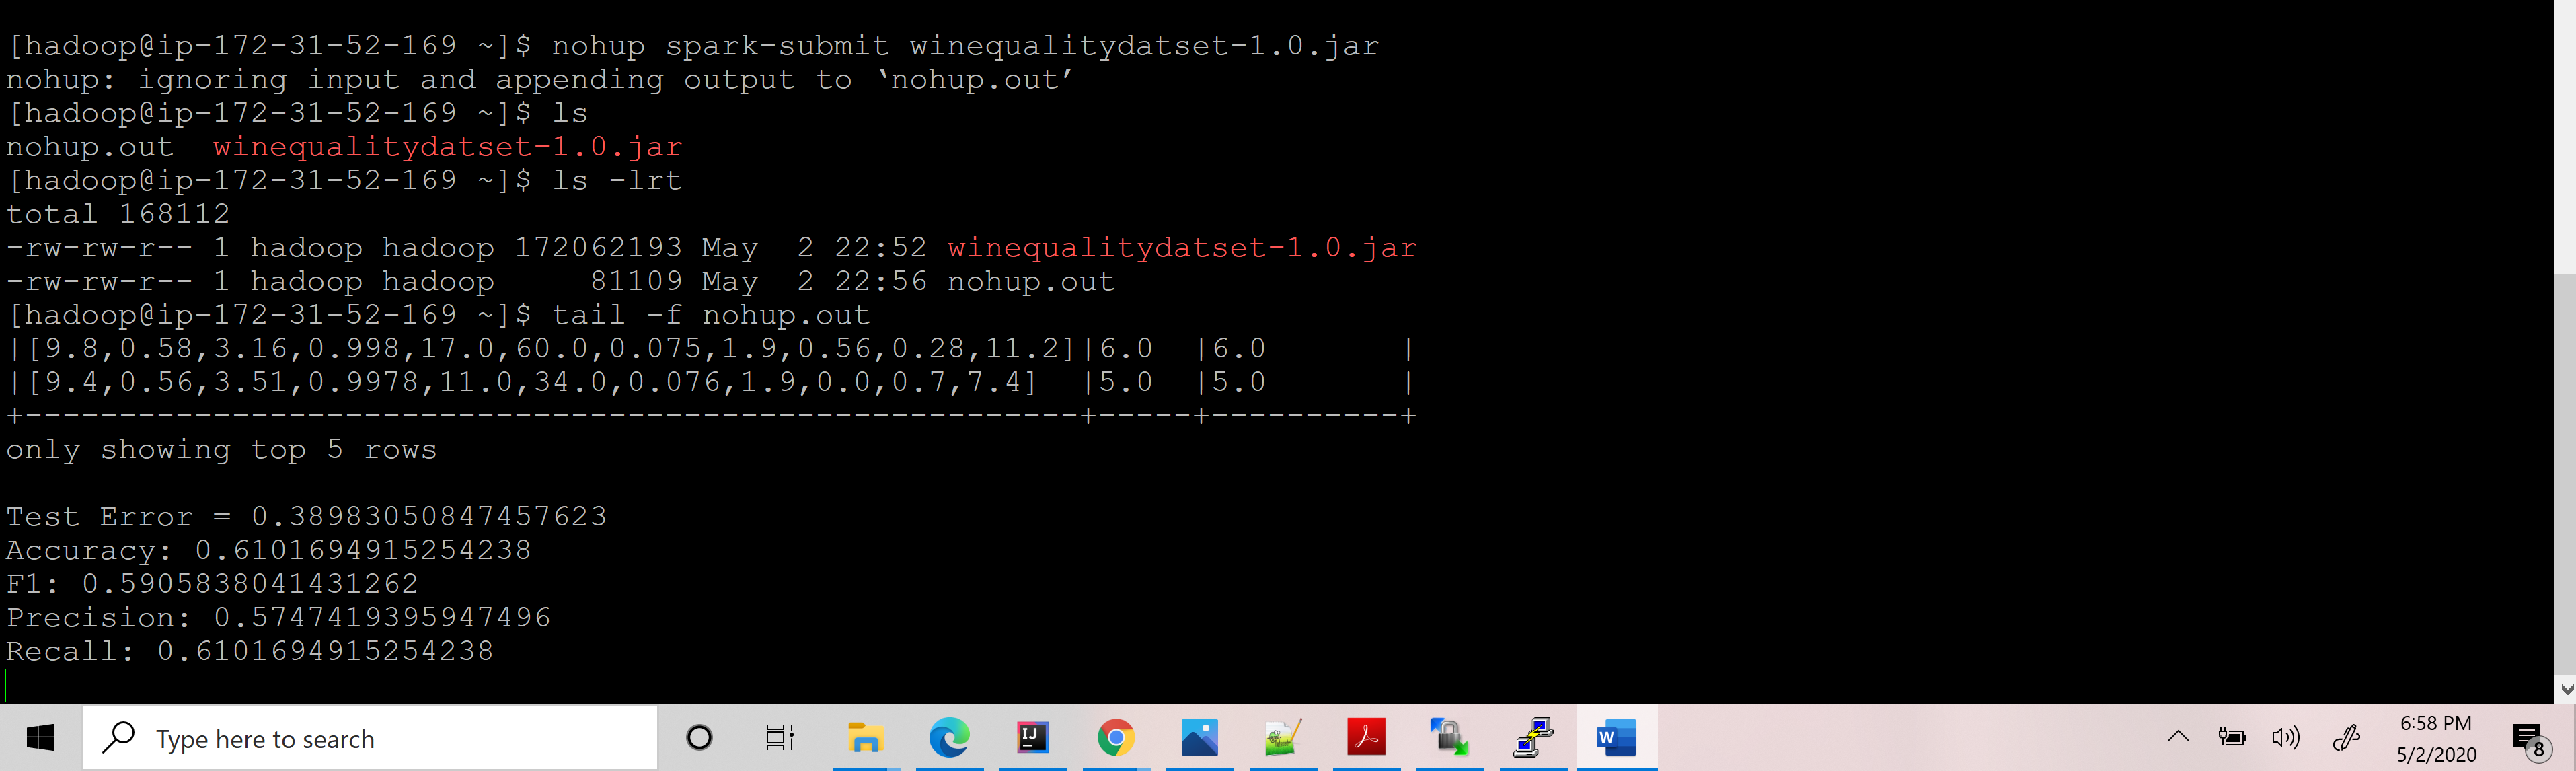 [hadoop@ip-172-31-52-169 ~]$ nohup spark-submit winequalitydatset-1.0.jar
nohup: ignoring input and appending output to ‘nohup.out’
[hadoop@ip-172-31-52-169 ~]$ ls
nohup.out  winequalitydatset-1.0.jar
[hadoop@ip-172-31-52-169 ~]$ ls -lrt
total 168112
-rw-rw-r-- 1 hadoop hadoop 172062193 May  2 22:52 winequalitydatset-1.0.jar
-rw-rw-r-- 1 hadoop hadoop     81109 May  2 22:56 nohup.out
[hadoop@ip-172-31-52-169 ~]$ tail -f nohup.out
|[9.8,0.58,3.16,0.998,17.0,60.0,0.075,1.9,0.56,0.28,11.2]|6.0  |6.0       |
|[9.4,0.56,3.51,0.9978,11.0,34.0,0.076,1.9,0.0,0.7,7.4]  |5.0  |5.0       |
+---------------------------------------------------------+-----+----------+
only showing top 5 rows
Test Error = 0.38983050847457623
Accuracy: 0.6101694915254238
F1: 0.5905838041431262
Precision: 0.5747419395947496
Recall: 0.6101694915254238
Type here to search
IJ
W
6:58 PM
5/2/2020
8